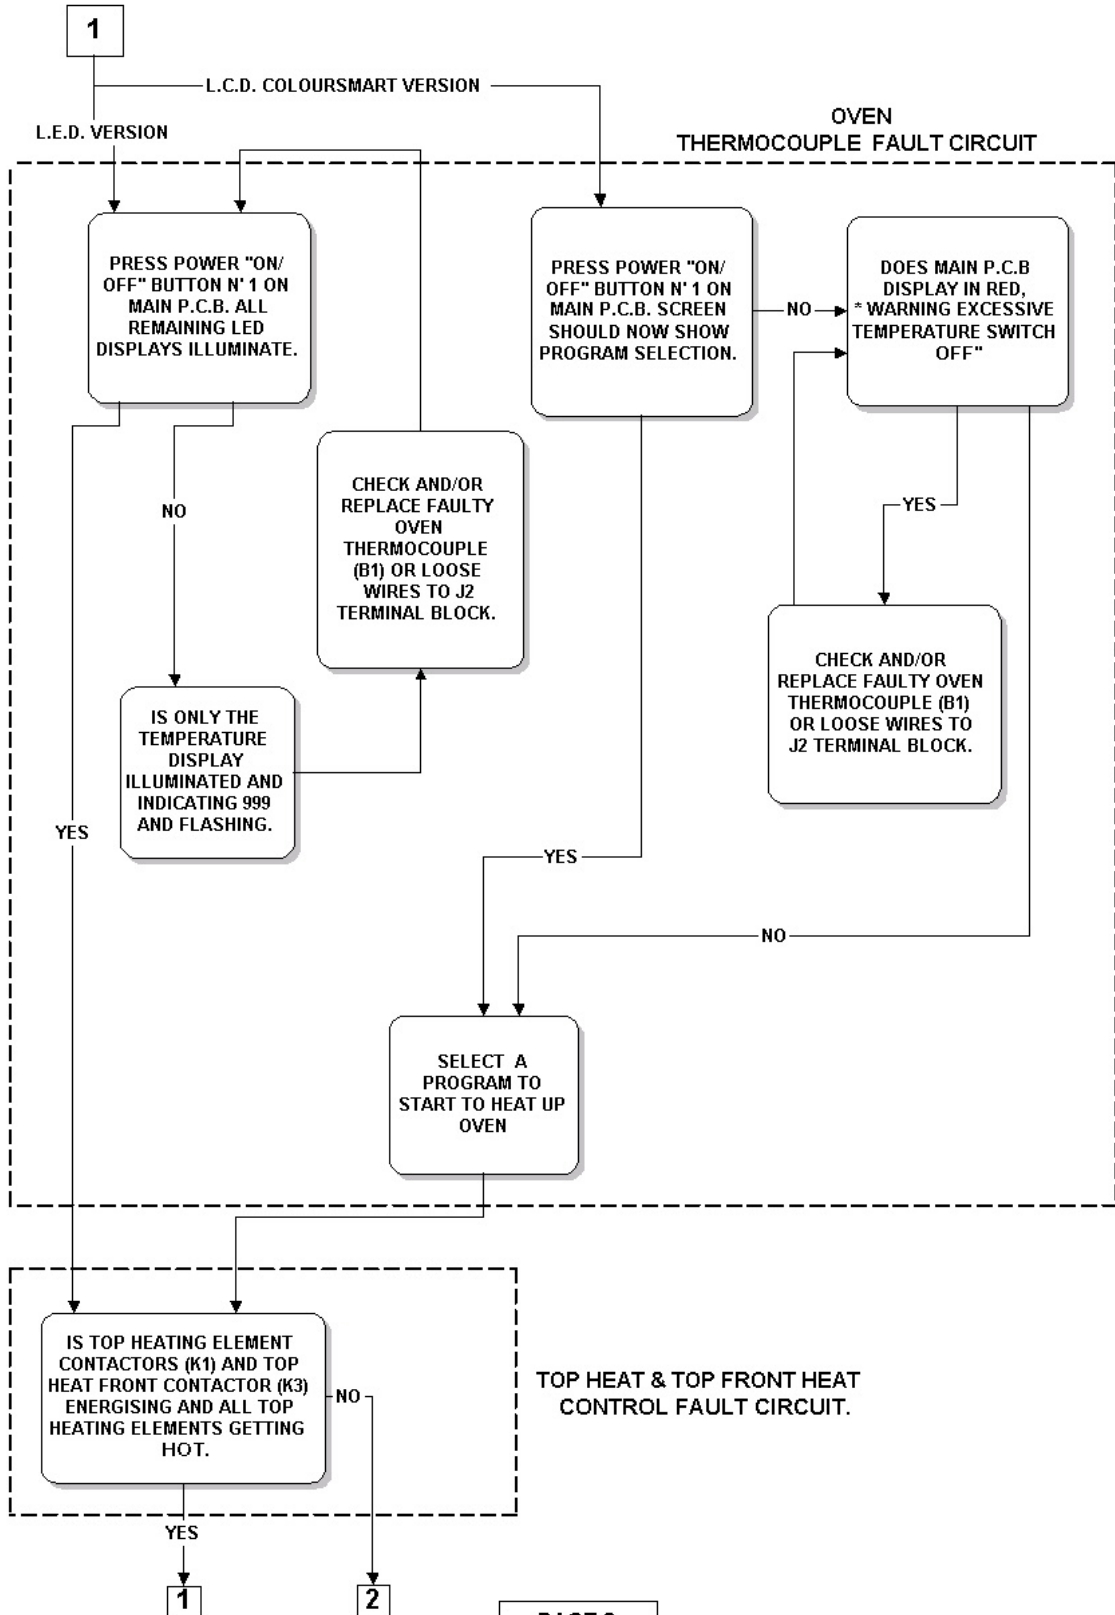 1
L.C.D. COLOURSMART VERSION
L.E.D. VERSION
OVEN
THERMOCOUPLE FAULT CIRCUIT
PRESS POWER "ON/
OFF" BUTTON N' 1 ON
MAIN P.C.B. ALL
REMAINING LED
DISPLAYS ILLUMINATE.
PRESS POWER "ON/
OFF" BUTTON N' 1 ON
MAIN P.C.B. SCREEN
SHOULD NOW SHOW
PROGRAM SELECTION.
NO
DOES MAIN P.C.B
DISPLAY IN RED,
* WARNING EXCESSIVE
TEMPERATURE SWITCH
OFF"
CHECK AND/OR
REPLACE FAULTY
OVEN
THERMOCOUPLE
(B1) OR LOOSE
WIRES TO J2
TERMINAL BLOCK.
NO
YES
CHECK AND/OR
REPLACE FAULTY OVEN
THERMOCOUPLE (B1)
OR LOOSE WIRES TO
J2 TERMINAL BLOCK.
IS ONLY THE
TEMPERATURE
DISPLAY
ILLUMINATED AND
INDICATING 999
AND FLASHING.
YES
YES
NO
SELECT A
PROGRAM TO
START TO HEAT UP
OVEN
IS TOP HEATING ELEMENT
CONTACTORS (K1) AND TOP
HEAT FRONT CONTACTOR (K3)
ENERGISING AND ALL TOP
HEATING ELEMENTS GETTING
HOT.
NO
TOP HEAT & TOP FRONT HEAT
CONTROL FAULT CIRCUIT.
YES
1
2